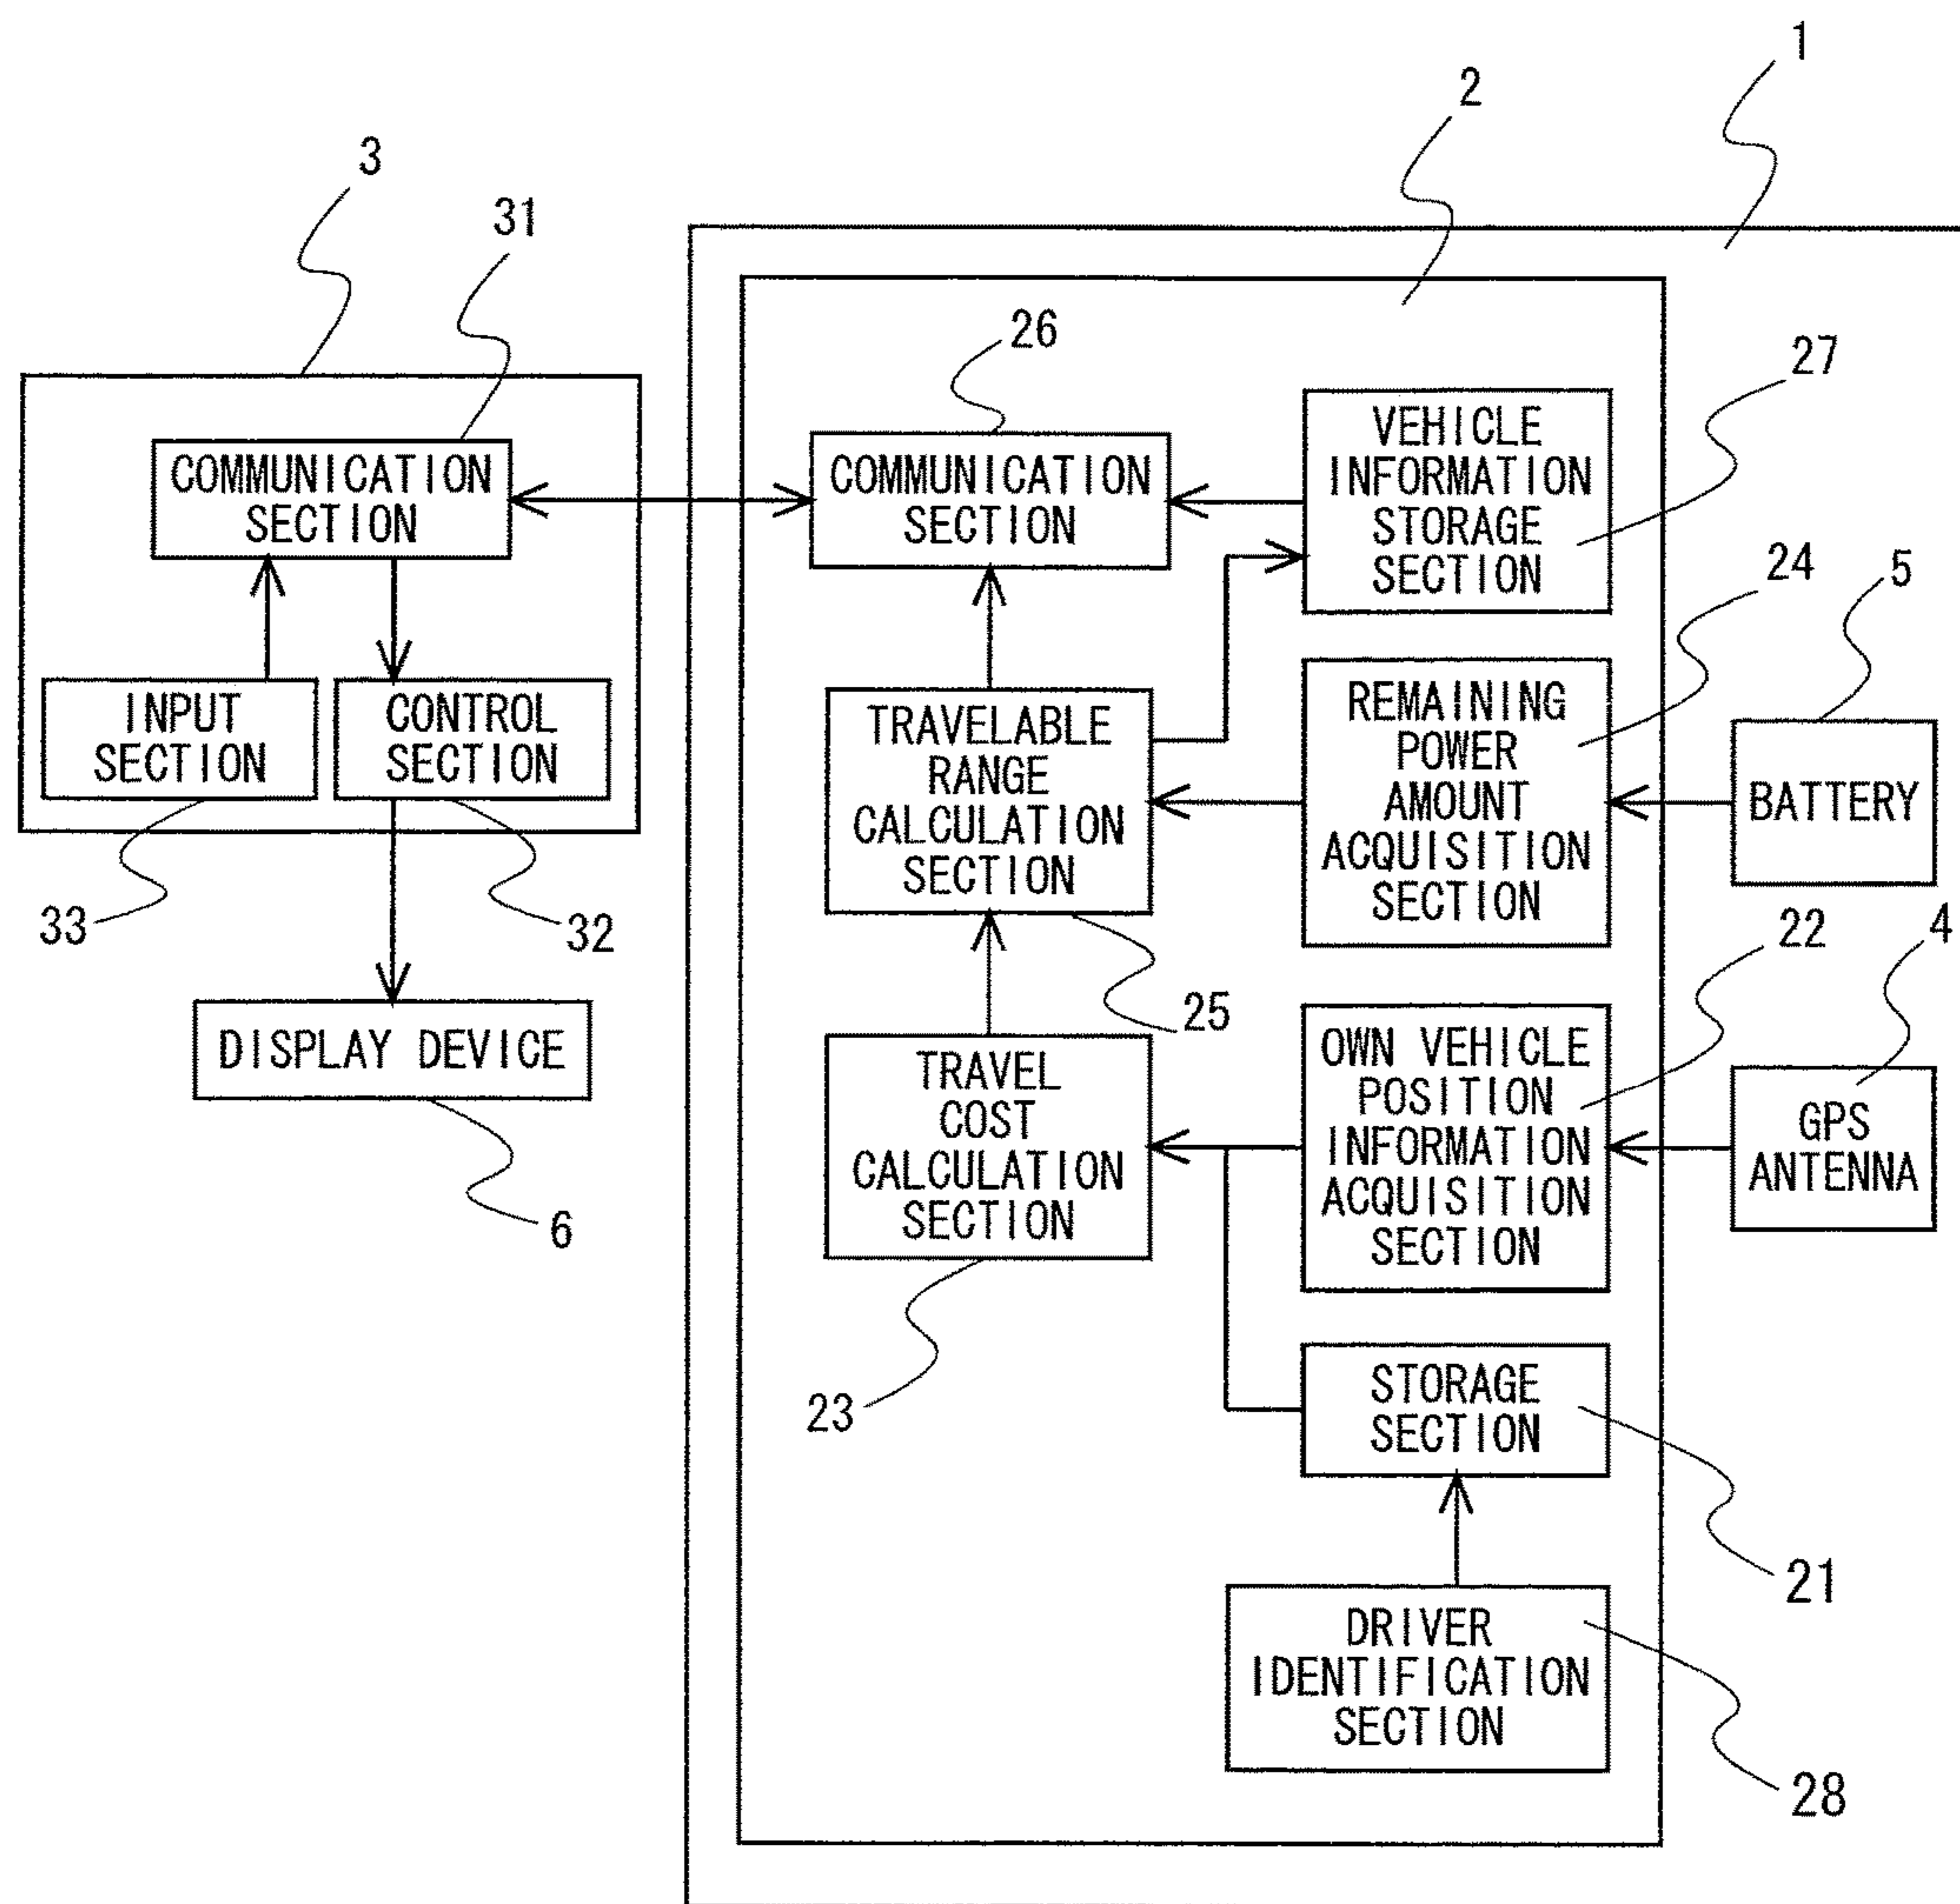 1
2
3
31
26
27
COMMUNICATION
SECTION
COMMUNICATION
SECTION
VEHICLE
INFORMATION
STORAGE
SECTION
24
5
INPUT
SECTION
CONTROL
SECTION
TRAVELABLE
RANGE
CALCULATION
SECTION
REMAINING
POWER
AMOUNT
ACQUISITION
SECTION
BATTERY
33
32
25
22
4
DISPLAY DEVICE
6
TRAVEL
COST
CALCULATION
SECTION
OWN VEHICLE
POSITION
INFORMATION
ACQUISITION
SECTION
GPS
ANTENNA
23
STORAGE
SECTION
21
DRIVER
IDENTIFICATION
SECTION
28